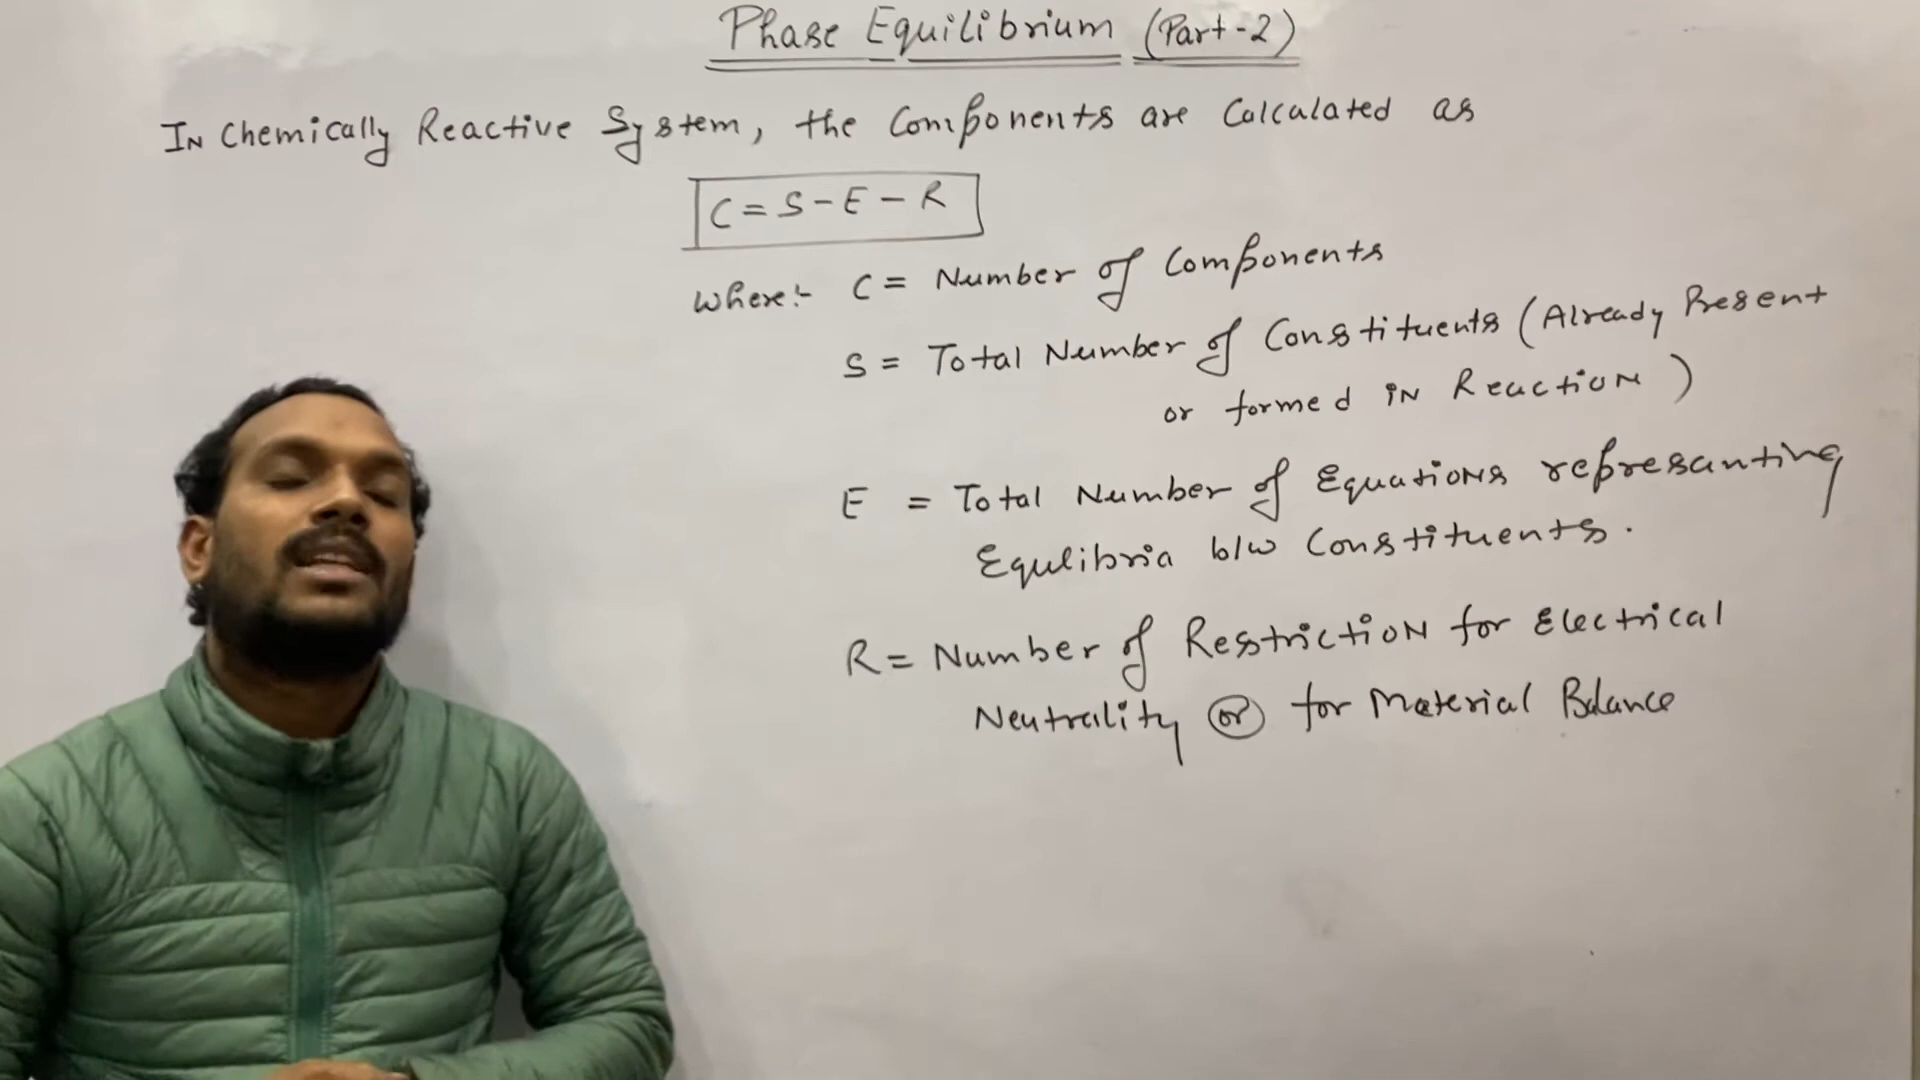 Phase Equilibrium (Part-2)
IN Chemically Reactive System, the Components are Calculated as
C = S - E - R
where:- C = Number of Components
S = Total Number of Constituents (Already Present
or formed in Reaction)
E = Total Number of Equations represanting
Equlibria b/w Constituents.
R = Number of Restriction for Electrical
Neutrality or for Material Balance